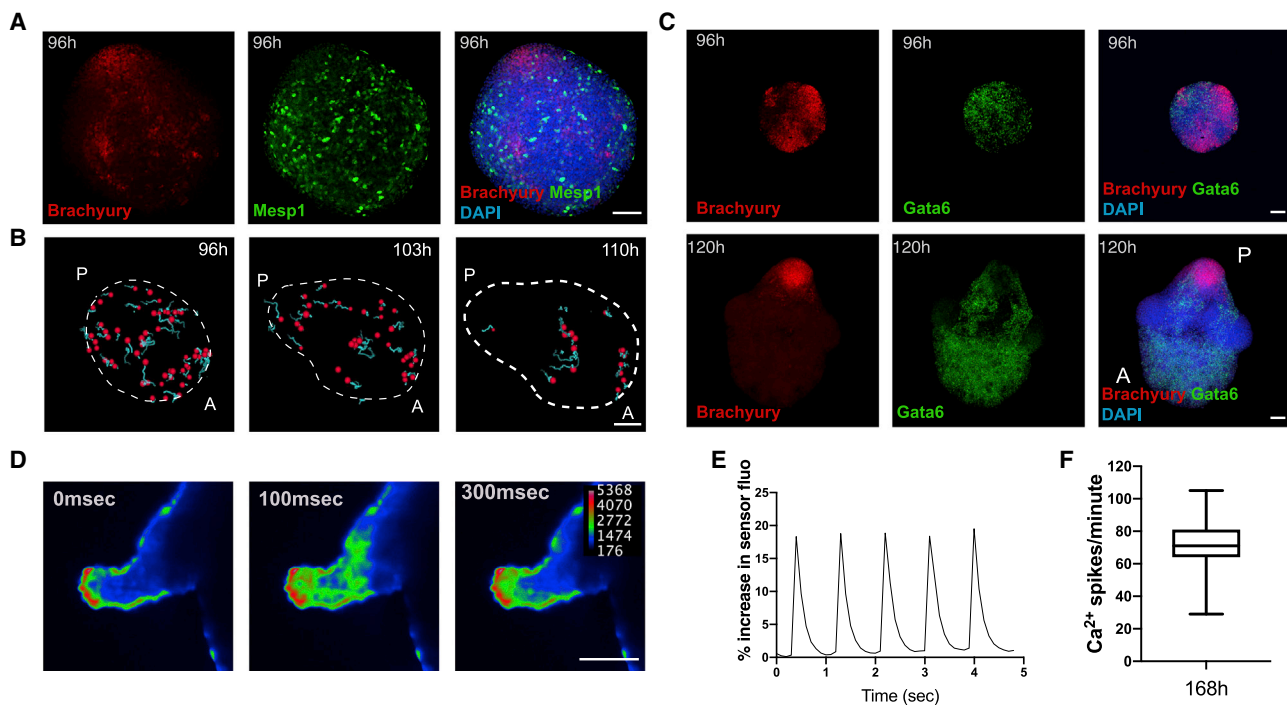 A
96h
Brachyury
96h
Mesp1
96h
Brachyury Mesp1
DAPI
B
96h
P
A
103h
P
A
110h
P
A
C
96h
Brachyury
96h
Gata6
96h
Brachyury Gata6
DAPI
120h
Brachyury
120h
Gata6
120h
P
A
Brachyury Gata6
DAPI
D
0msec
100msec
300msec
5368
4070
2772
1474
176
E
% increase in sensor fluo
25
20
15
10
5
0
0 1 2 3 4 5
Time (sec)
F
Ca²⁺ spikes/minute
120
100
80
60
40
20
0
168h